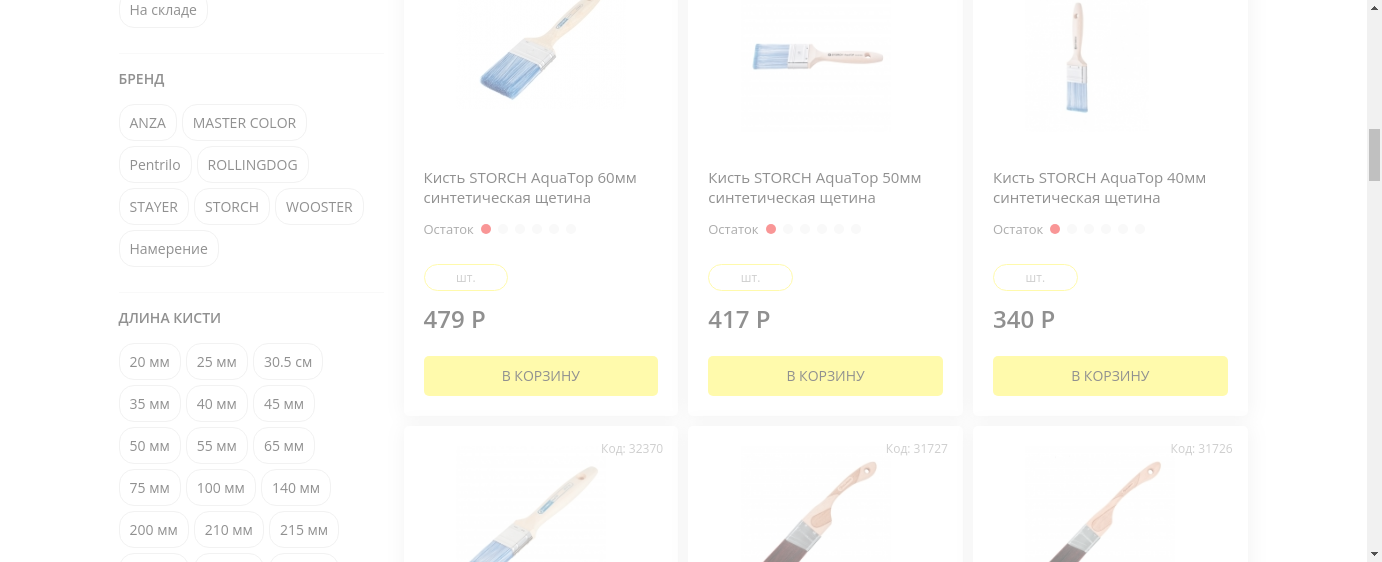 На складе
БРЕНД
ANZA MASTER COLOR
Pentrilo ROLLINGDOG
STAYER STORCH WOOSTER
Намерение
ДЛИНА КИСТИ
20 мм 25 мм 30.5 см
35 мм 40 мм 45 мм
50 мм 55 мм 65 мм
75 мм 100 мм 140 мм
200 мм 210 мм 215 мм
Кисть STORCH AquaTop 60мм
синтетическая щетина
Остаток
шт.
479 Р
В КОРЗИНУ
Кисть STORCH AquaTop 50мм
синтетическая щетина
Остаток
шт.
417 Р
В КОРЗИНУ
Кисть STORCH AquaTop 40мм
синтетическая щетина
Остаток
шт.
340 Р
В КОРЗИНУ
Код: 32370
Код: 31727
Код: 31726